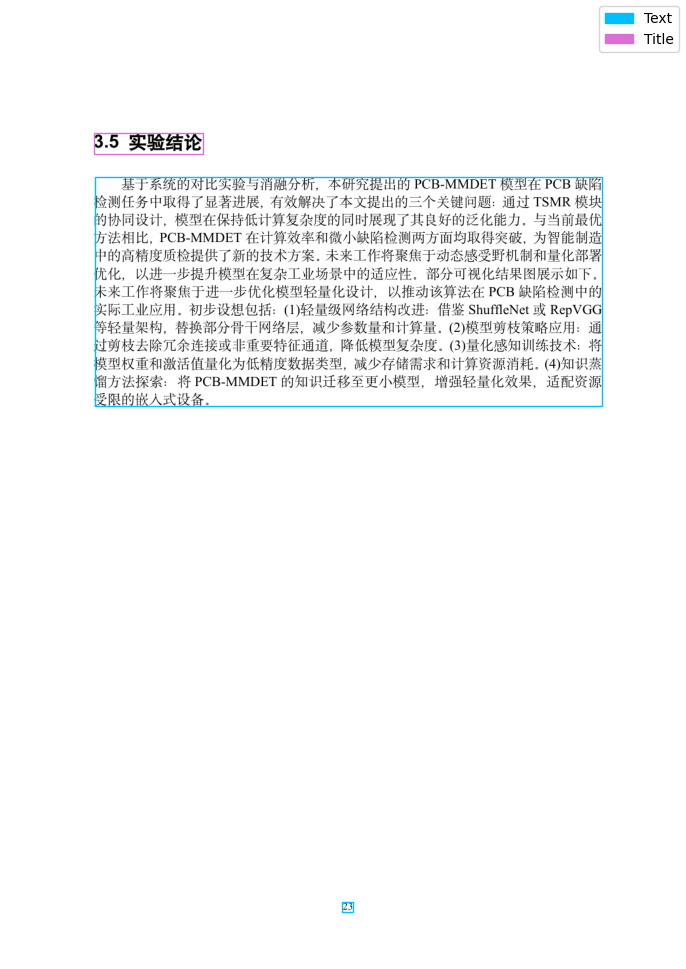 Text
Title
3.5 实验结论
基于系统的对比实验与消融分析，本研究提出的 PCB-MMDET 模型在 PCB 缺陷
检测任务中取得了显著进展，有效解决了本文提出的三个关键问题：通过 TSMR 模块
的协同设计，模型在保持低计算复杂度的同时展现了其良好的泛化能力。与当前最优
方法相比，PCB-MMDET 在计算效率和微小缺陷检测两方面均取得突破，为智能制造
中的高精度质检提供了新的技术方案。未来工作将聚焦于动态感受野机制和量化部署
优化，以进一步提升模型在复杂工业场景中的适应性。部分可视化结果图展示如下。
未来工作将聚焦于进一步优化模型轻量化设计，以推动该算法在 PCB 缺陷检测中的
实际工业应用。初步设想包括：(1)轻量级网络结构改进：借鉴 ShuffleNet 或 RepVGG
等轻量架构，替换部分骨干网络层，减少参数量和计算量。(2)模型剪枝策略应用：通
过剪枝去除冗余连接或非重要特征通道，降低模型复杂度。(3)量化感知训练技术：将
模型权重和激活值量化为低精度数据类型，减少存储需求和计算资源消耗。(4)知识蒸
馏方法探索：将 PCB-MMDET 的知识迁移至更小模型，增强轻量化效果，适配资源
受限的嵌入式设备。
23